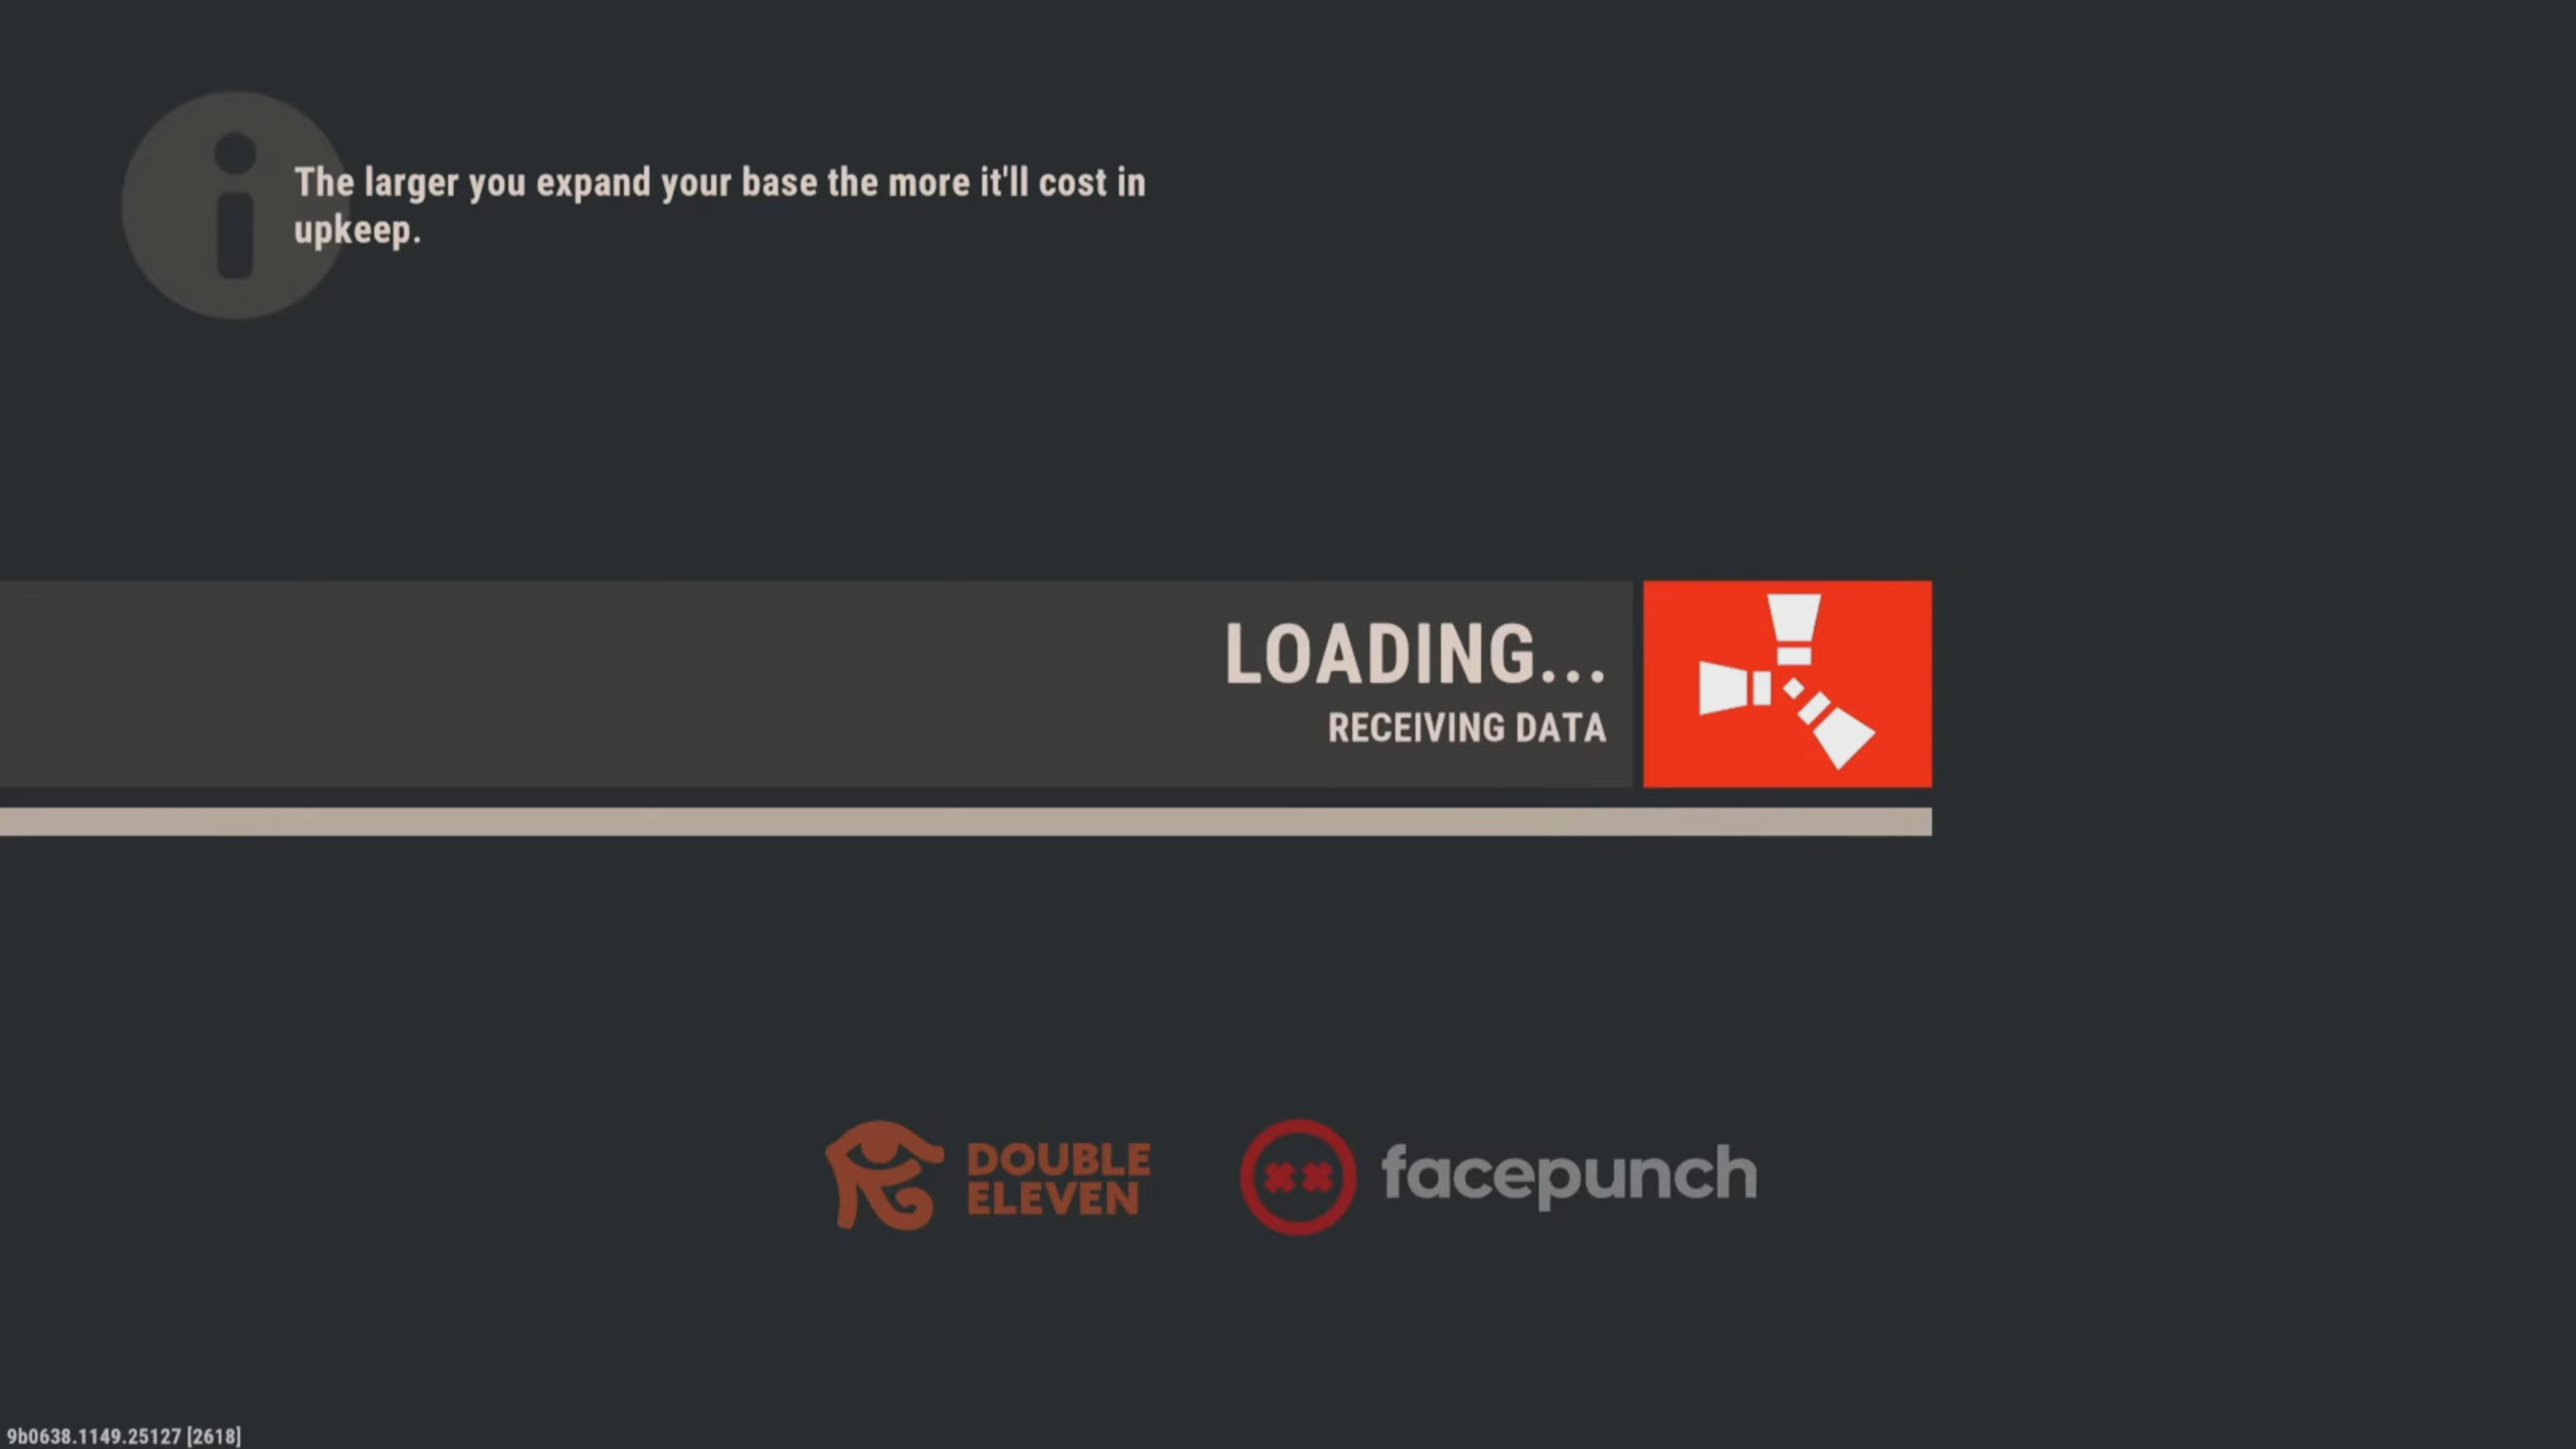 The larger you expand your base the more it'll cost in
upkeep.
LOADING...
RECEIVING DATA
DOUBLE
ELEVEN
facepunch
9b0638.1149.25127 [2618]